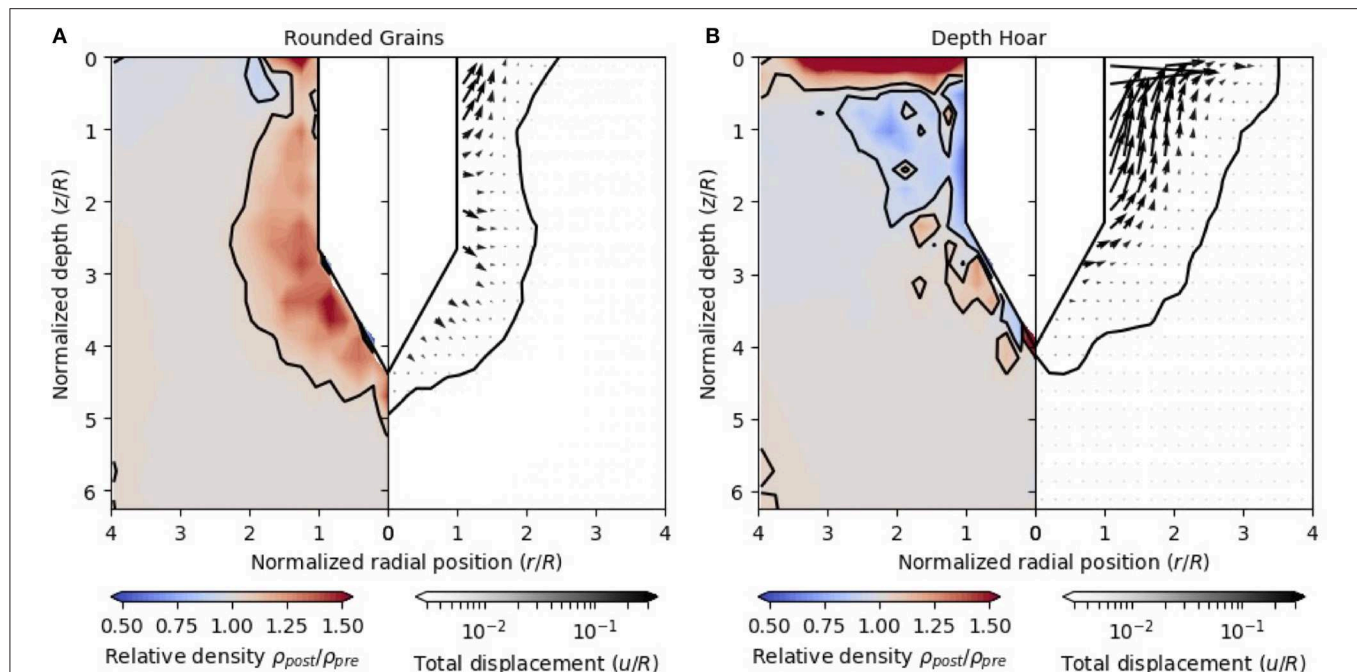 A
Rounded Grains
0
1
2
3
4
5
6
Normalized depth (z/R)
4 3 2 1 0 1 2 3 4
Normalized radial position (r/R)
0.50 0.75 1.00 1.25 1.50
Relative density ρpost/ρpre
10⁻² 10⁻¹
Total displacement (u/R)
B
Depth Hoar
0
1
2
3
4
5
6
Normalized depth (z/R)
4 3 2 1 0 1 2 3 4
Normalized radial position (r/R)
0.50 0.75 1.00 1.25 1.50
Relative density ρpost/ρpre
10⁻² 10⁻¹
Total displacement (u/R)